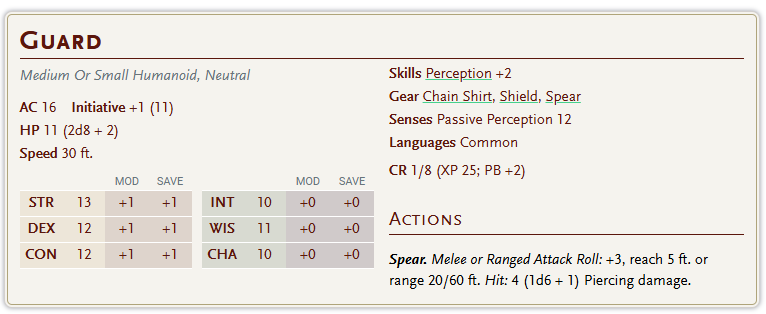 GUARD
Medium Or Small Humanoid, Neutral
AC 16 Initiative +1 (11)
HP 11 (2d8 + 2)
Speed 30 ft.
MOD SAVE MOD SAVE
STR 13 +1 +1 INT 10 +0 +0
DEX 12 +1 +1 WIS 11 +0 +0
CON 12 +1 +1 CHA 10 +0 +0
Skills Perception +2
Gear Chain Shirt, Shield, Spear
Senses Passive Perception 12
Languages Common
CR 1/8 (XP 25; PB +2)
ACTIONS
Spear. Melee or Ranged Attack Roll: +3, reach 5 ft. or
range 20/60 ft. Hit: 4 (1d6 + 1) Piercing damage.